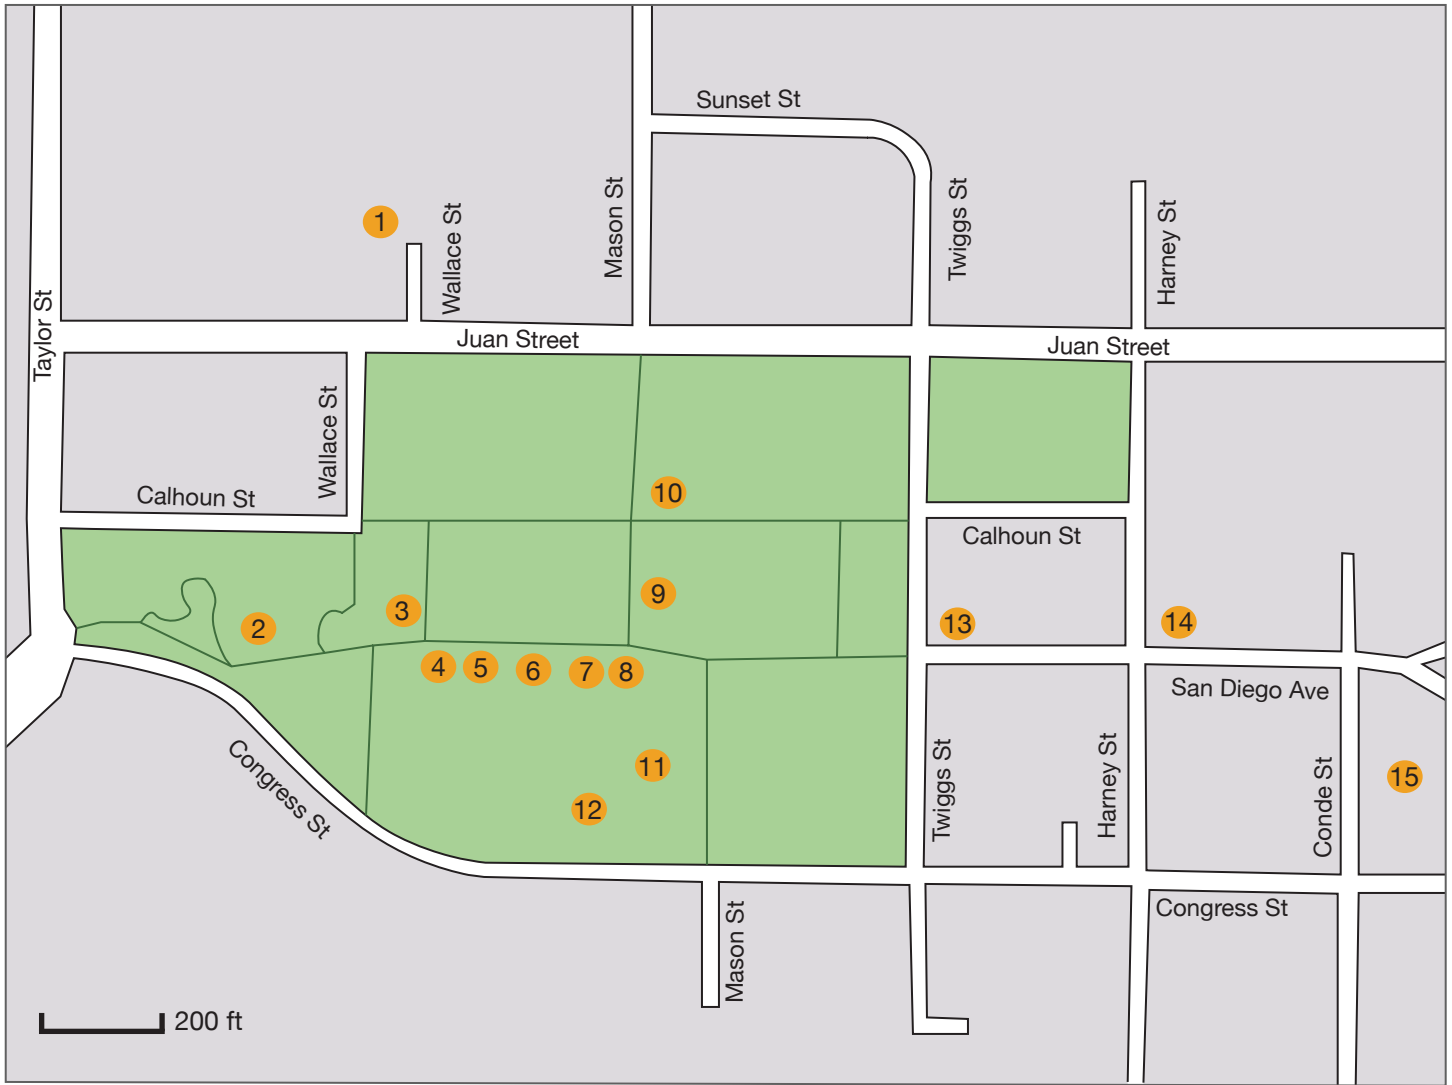 Sunset St
Mason St
Twiggs St
Harney St
Wallace St
1
Taylor St
Juan Street
Juan Street
Wallace St
Calhoun St
10
Calhoun St
9
3
2
13
14
4
5
6
7
8
San Diego Ave
11
12
15
Congress St
Twiggs St
Harney St
Conde St
Congress St
Mason St
200 ft